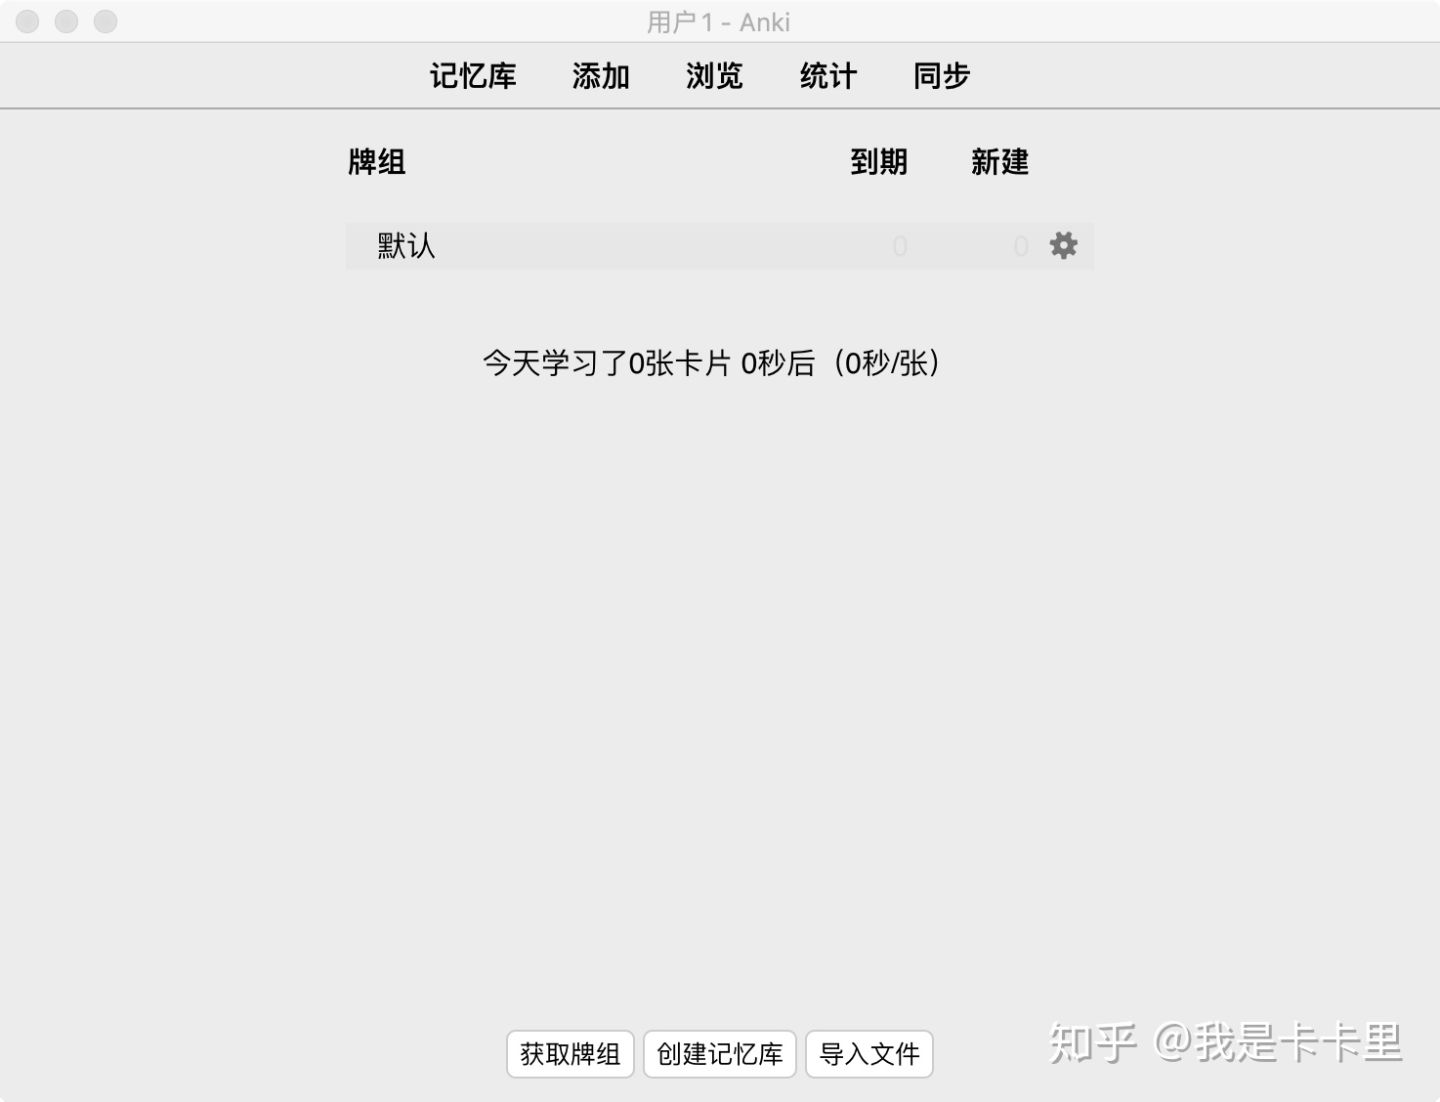 用户1 - Anki
记忆库 添加 浏览 统计 同步
牌组 到期 新建
默认 0 0
今天学习了0张卡片 0秒后（0秒/张）
获取牌组 创建记忆库 导入文件
知乎 @我是卡卡里